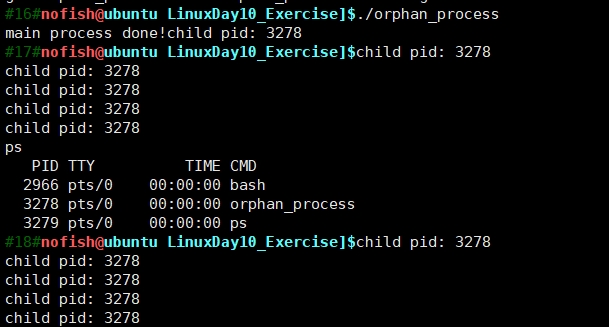 #16#nofish@ubuntu LinuxDay10_Exercise]$./orphan_process
main process done!child pid: 3278
#17#nofish@ubuntu LinuxDay10_Exercise]$child pid: 3278
child pid: 3278
child pid: 3278
child pid: 3278
child pid: 3278
ps
PID TTY TIME CMD
2966 pts/0 00:00:00 bash
3278 pts/0 00:00:00 orphan_process
3279 pts/0 00:00:00 ps
#18#nofish@ubuntu LinuxDay10_Exercise]$child pid: 3278
child pid: 3278
child pid: 3278
child pid: 3278
child pid: 3278